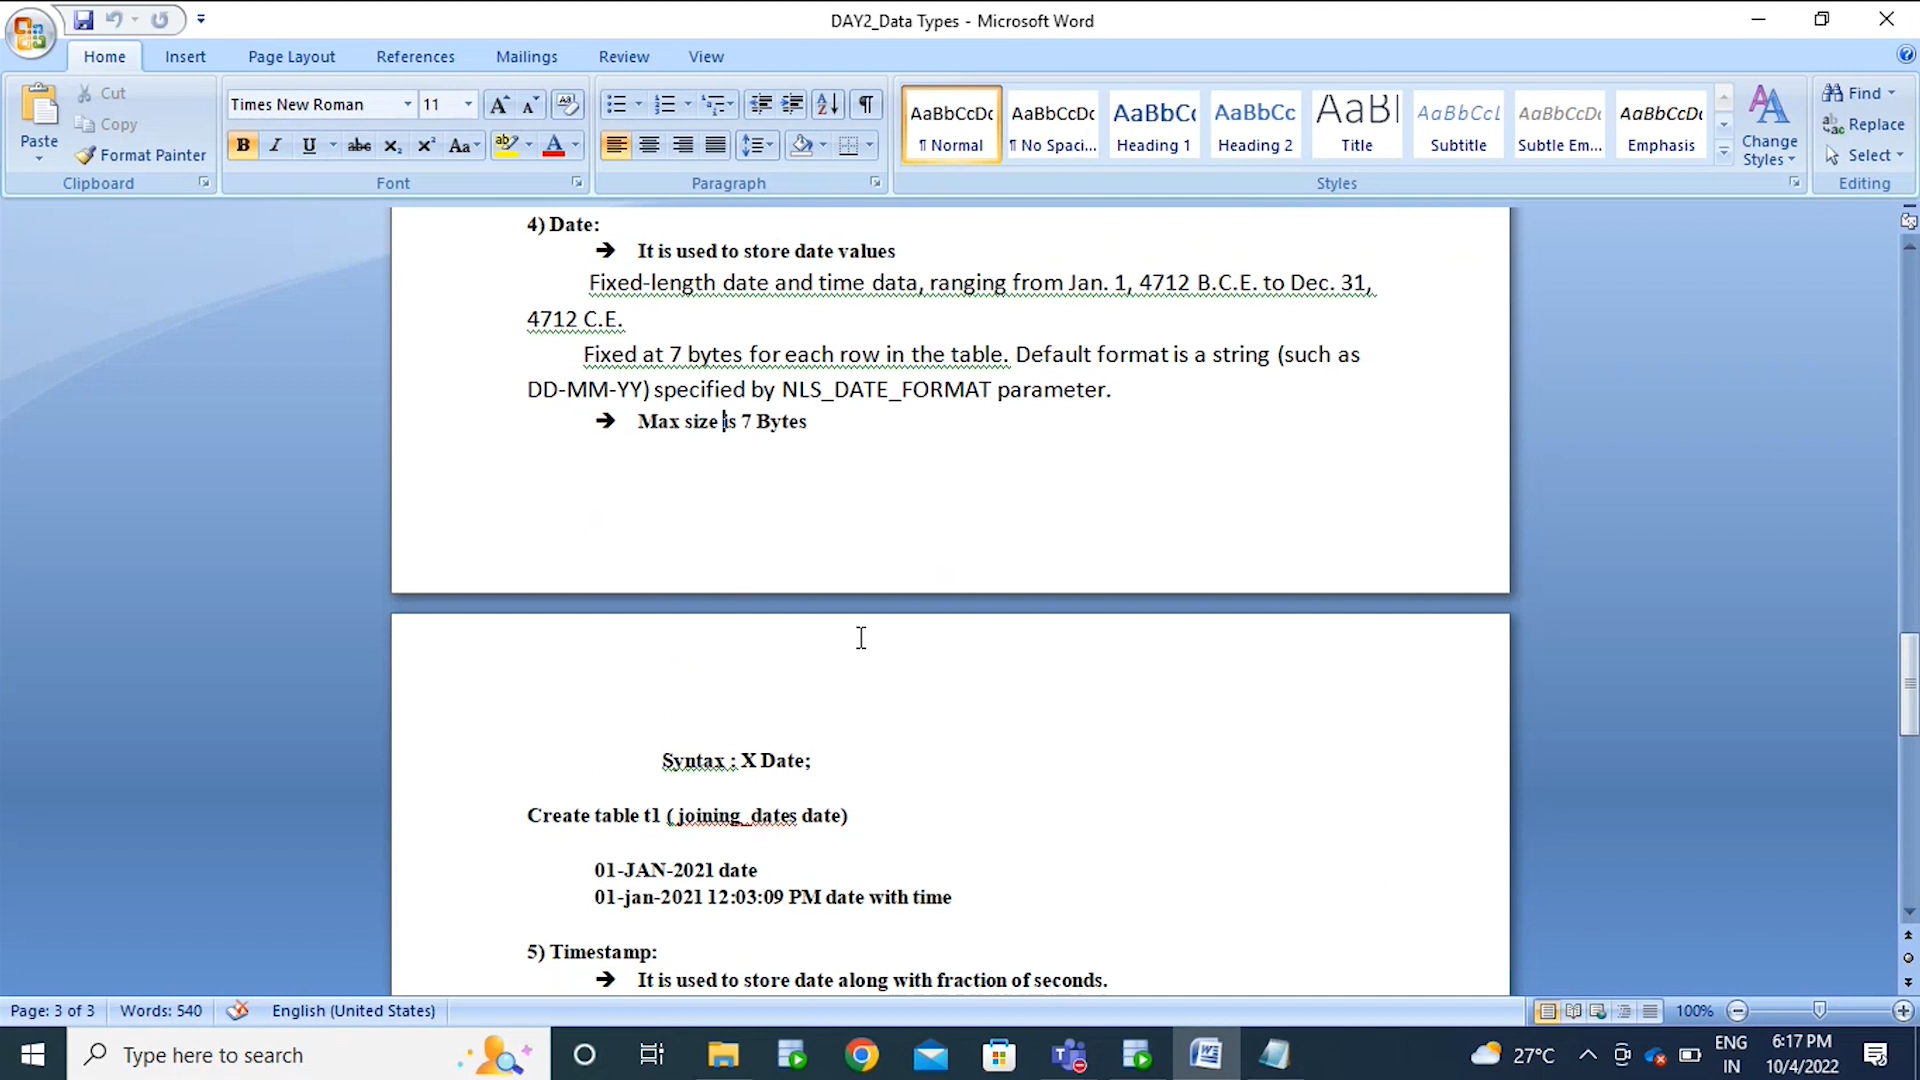 DAY2_Data Types - Microsoft Word
Home Insert Page Layout References Mailings Review View
Paste
Cut
Copy
Format Painter
Clipboard
Times New Roman 11
B I U abc X₂ X² Aa
Font
Paragraph
AaBbCcDc AaBbCcDc AaBbC( AaBbCc AaB| AaBbCcL AaBbCcDc AaBbCcDc
¶ Normal ¶ No Spaci... Heading 1 Heading 2 Title Subtitle Subtle Em... Emphasis
Styles
Change Styles
Find
Replace
Select
Editing
4) Date:
➔ It is used to store date values
Fixed-length date and time data, ranging from Jan. 1, 4712 B.C.E. to Dec. 31,
4712 C.E.
Fixed at 7 bytes for each row in the table. Default format is a string (such as
DD-MM-YY) specified by NLS_DATE_FORMAT parameter.
➔ Max size is 7 Bytes
Syntax : X Date;
Create table t1 ( joining_dates date)
01-JAN-2021 date
01-jan-2021 12:03:09 PM date with time
5) Timestamp:
➔ It is used to store date along with fraction of seconds.
Page: 3 of 3 Words: 540 English (United States) 100%
Type here to search
27°C
ENG
IN
6:17 PM
10/4/2022